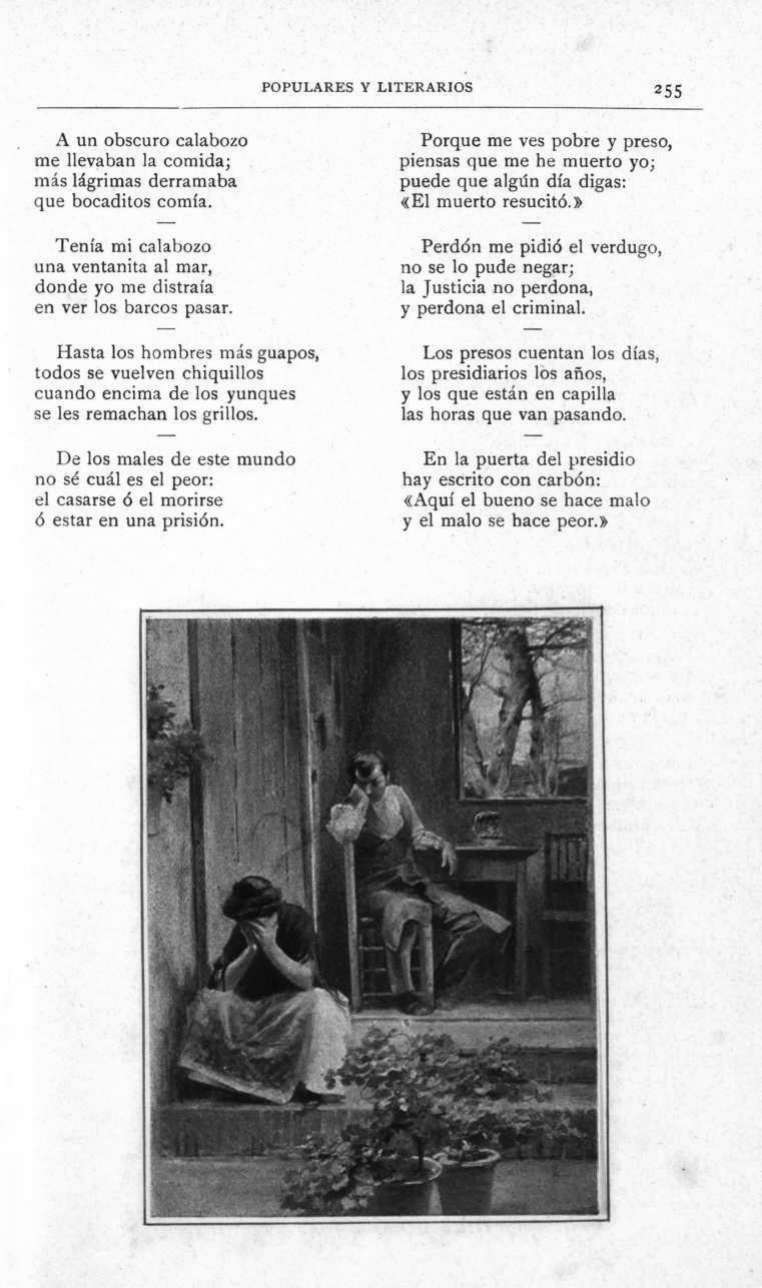 POPULARES Y LITERARIOS 255
A un obscuro calabozo
me llevaban la comida;
más lágrimas derramaba
que bocaditos comía.
Tenía mi calabozo
una ventanita al mar,
donde yo me distraía
en ver los barcos pasar.
Hasta los hombres más guapos,
todos se vuelven chiquillos
cuando encima de los yunques
se les remachan los grillos.
De los males de este mundo
no sé cuál es el peor:
el casarse ó el morirse
ó estar en una prisión.
Porque me ves pobre y preso,
piensas que me he muerto yo;
puede que algún día digas:
«El muerto resucitó.»
Perdón me pidió el verdugo,
no se lo pude negar;
la Justicia no perdona,
y perdona el criminal.
Los presos cuentan los días,
los presidiarios los años,
y los que están en capilla
las horas que van pasando.
En la puerta del presidio
hay escrito con carbón:
«Aquí el bueno se hace malo
y el malo se hace peor.»